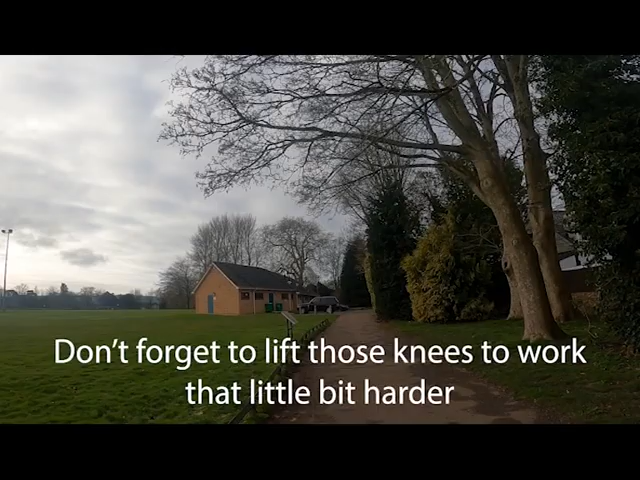 Don’t forget to lift those knees to work
that little bit harder